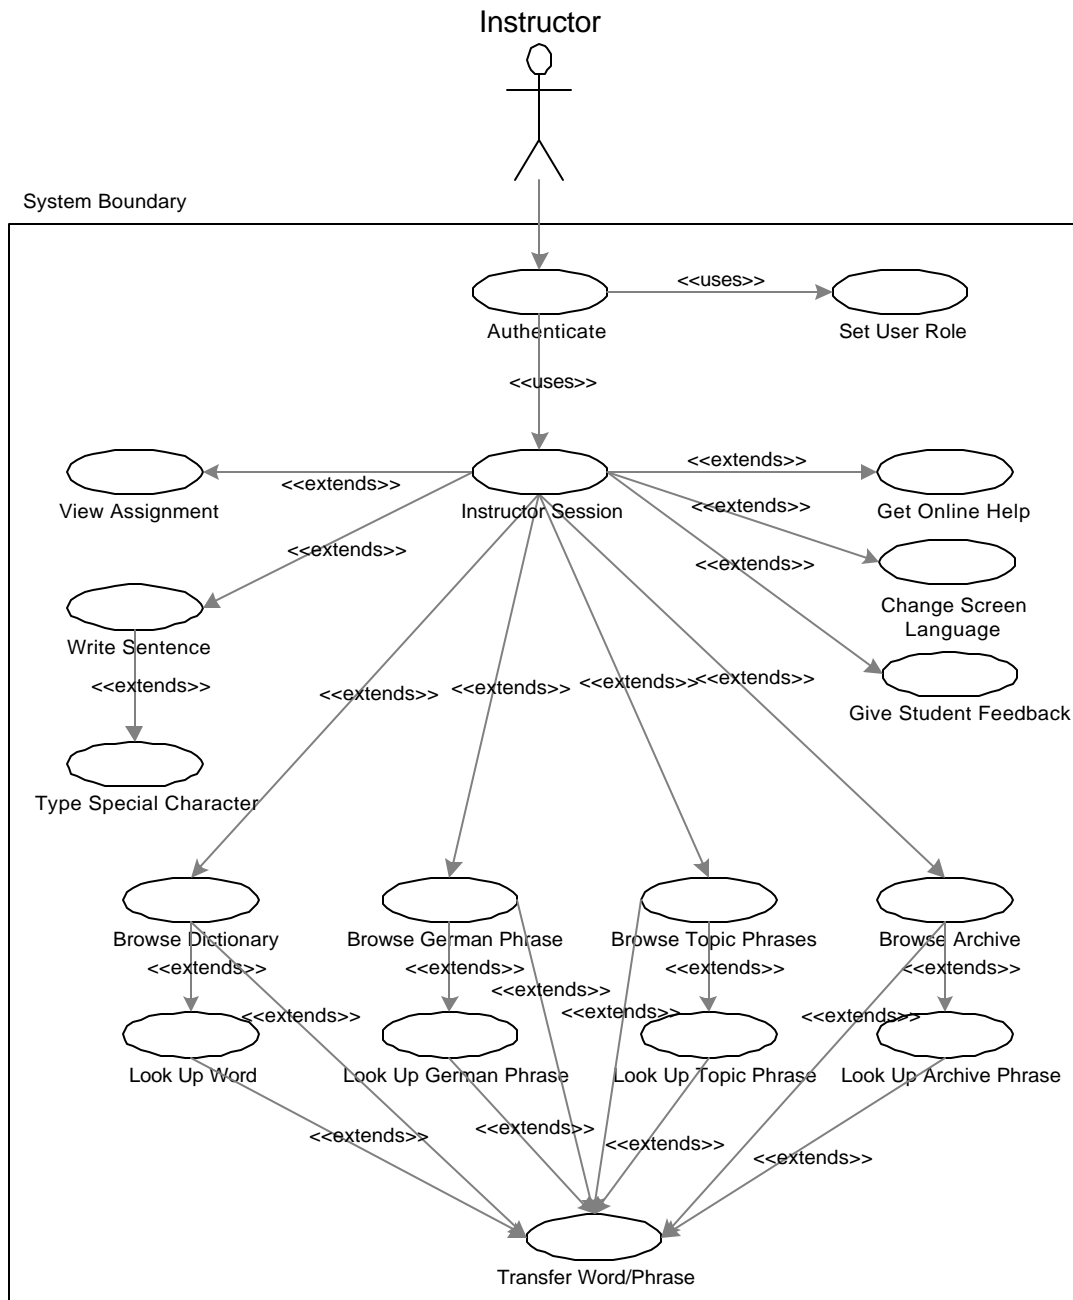 Instructor
System Boundary
<<uses>>
Authenticate
Set User Role
<<uses>>
<<extends>>
<<extends>>
View Assignment
Instructor Session
Get Online Help
<<extends>>
<<extends>>
<<extends>>
Change Screen
Language
Write Sentence
<<extends>>
<<extends>>
<<extends>>
<<extends>>
<<extends>>
Give Student Feedback
Type Special Character
Browse Dictionary
Browse German Phrase
Browse Topic Phrases
Browse Archive
<<extends>>
<<extends>>
<<extends>>
<<extends>>
<<extends>>
<<extends>>
<<extends>>
<<extends>>
Look Up Word
Look Up German Phrase
Look Up Topic Phrase
Look Up Archive Phrase
<<extends>>
<<extends>>
<<extends>>
<<extends>>
Transfer Word/Phrase